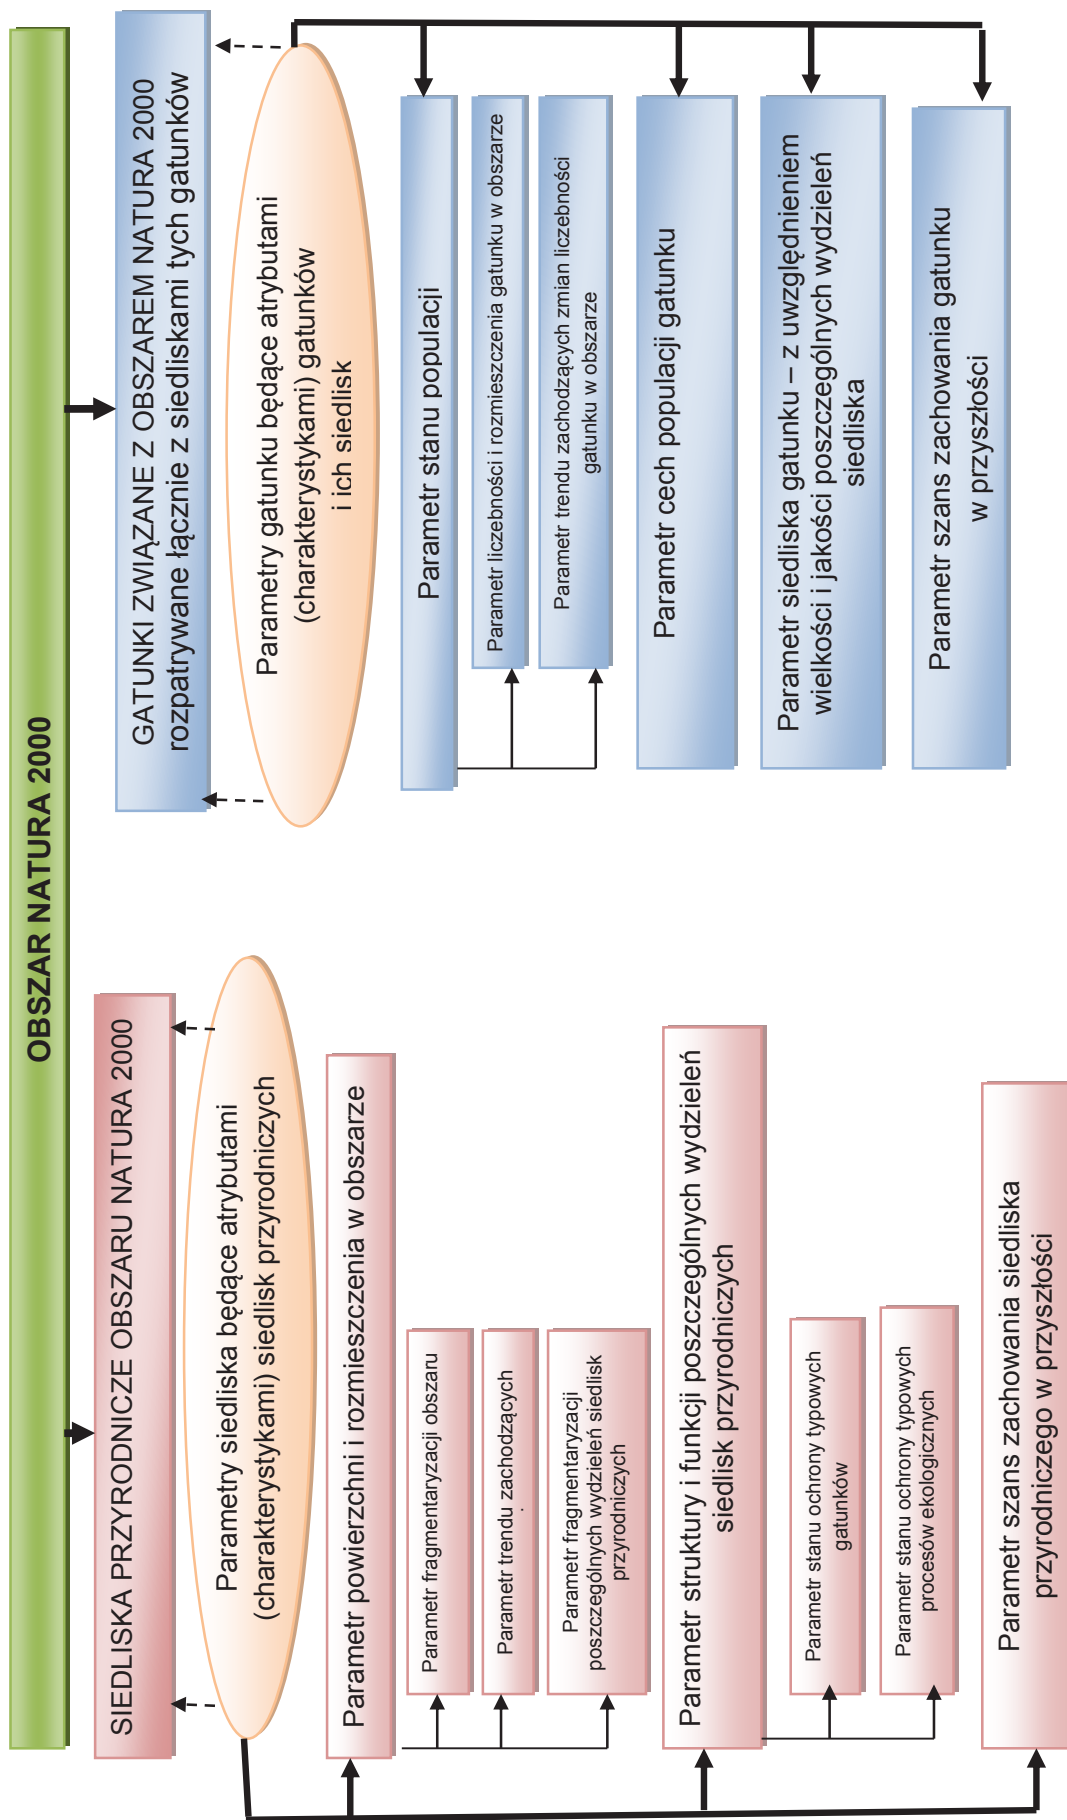 OBSZAR NATURA 2000
SIEDLISKA PRZYRODNICZE OBSZARU NATURA 2000
Parametry siedliska będące atrybutami
(charakterystykami) siedlisk przyrodniczych
Parametr powierzchni i rozmieszczenia w obszarze
Parametr fragmentaryzacji obszaru
Parametr trendu zachodzących
.
Parametr fragmentaryzacji
poszczególnych wydzieleń siedlisk
przyrodniczych
Parametr struktury i funkcji poszczególnych wydzieleń
siedlisk przyrodniczych
Parametr stanu ochrony typowych
gatunków
Parametr stanu ochrony typowych
procesów ekologicznych
Parametr szans zachowania siedliska
przyrodniczego w przyszłości
GATUNKI ZWIĄZANE Z OBSZAREM NATURA 2000
rozpatrywane łącznie z siedliskami tych gatunków
Parametry gatunku będące atrybutami
(charakterystykami) gatunków
i ich siedlisk
Parametr stanu populacji
Parametr liczebności i rozmieszczenia gatunku w obszarze
Parametr trendu zachodzących zmian liczebności
gatunku w obszarze
Parametr cech populacji gatunku
Parametr siedliska gatunku – z uwzględnieniem
wielkości i jakości poszczególnych wydzieleń
siedliska
Parametr szans zachowania gatunku
w przyszłości